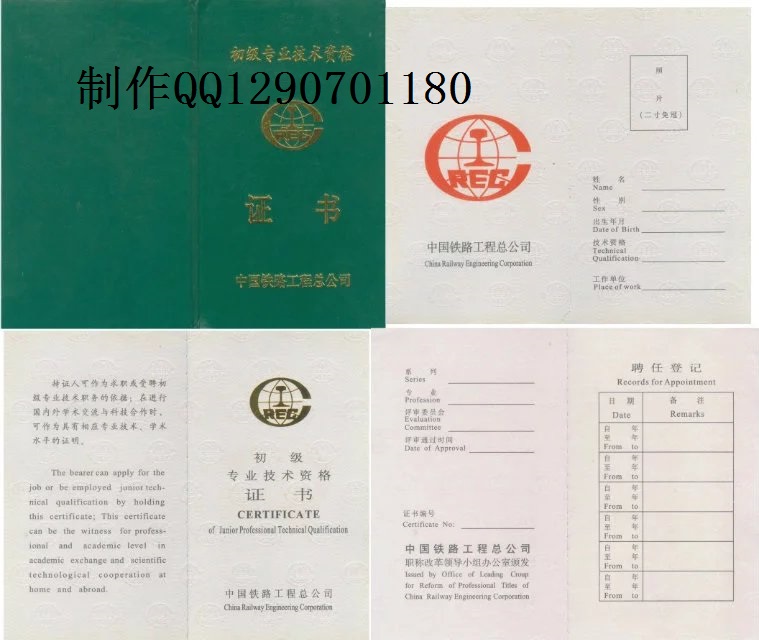 初级专业技术资格
制作QQ1290701180
CREC
证书
中国铁路工程总公司
照
片
(二寸免冠)
CREC
中国铁路工程总公司
China Railway Engineering Corporation
姓 名
Name
性 别
Sex
出生年月
Date of Birth
技术资格
Technical
Qualification
工作单位
Place of work
持证人可作为求职或受聘初
级专业技术职务的依据；在进行
国内外学术交流与科技合作时，
可作为具有相应专业技术、学术
水平的证明。
The bearer can apply for the
job or be employed junior tech-
nical qualification by holding
this certificate; This certificate
can be the witness for profess-
ional and academic level in
academic exchange and scientific
technological cooperation at
home and abroad.
CREC
初 级
专业技术资格
证 书
CERTIFICATE
of Junior Professional Technical Qualification
中国铁路工程总公司
China Railway Engineering Corporation
系 列
Series
专 业
Profession
评审委员会
Evaluation
Committee
评审通过时间
Date of Approval
证书编号
Certificate No:
中国铁路工程总公司
职称改革领导小组办公室颁发
Issued by Office of Leading Group
for Reform of Professional Titles of
China Railway Engineering Corporation
聘任登记
Records for Appointment
日 期 备 注
Date Remarks
自 年
至 年
From to
自 年
至 年
From to
自 年
至 年
From to
自 年
至 年
From to
自 年
至 年
From to
自 年
至 年
From to